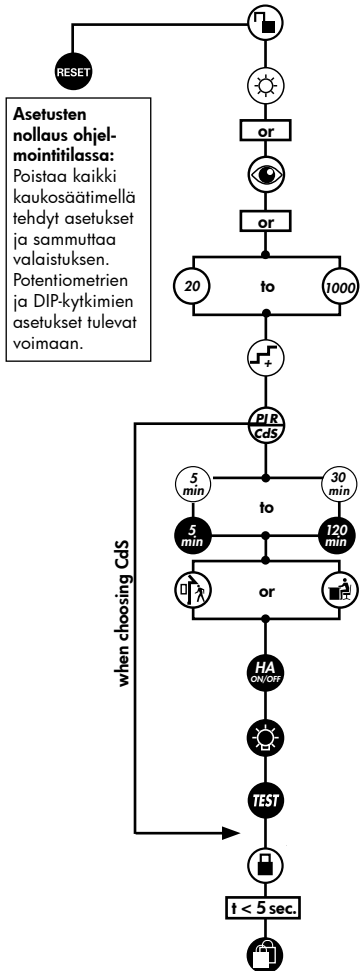 RESET
Asetusten
nollaus ohjel-
mointitilassa:
Poistaa kaikki
kaukosäätimellä
tehdyt asetukset
ja sammuttaa
valaistuksen.
Potentiometrien
ja DIP-kytkimien
asetukset tulevat
voimaan.
or
or
20 to 1000
+
PIR
CdS
5
min
30
min
to
5
min
120
min
or
when choosing CdS
HA
ON/OFF
TEST
t < 5 sec.